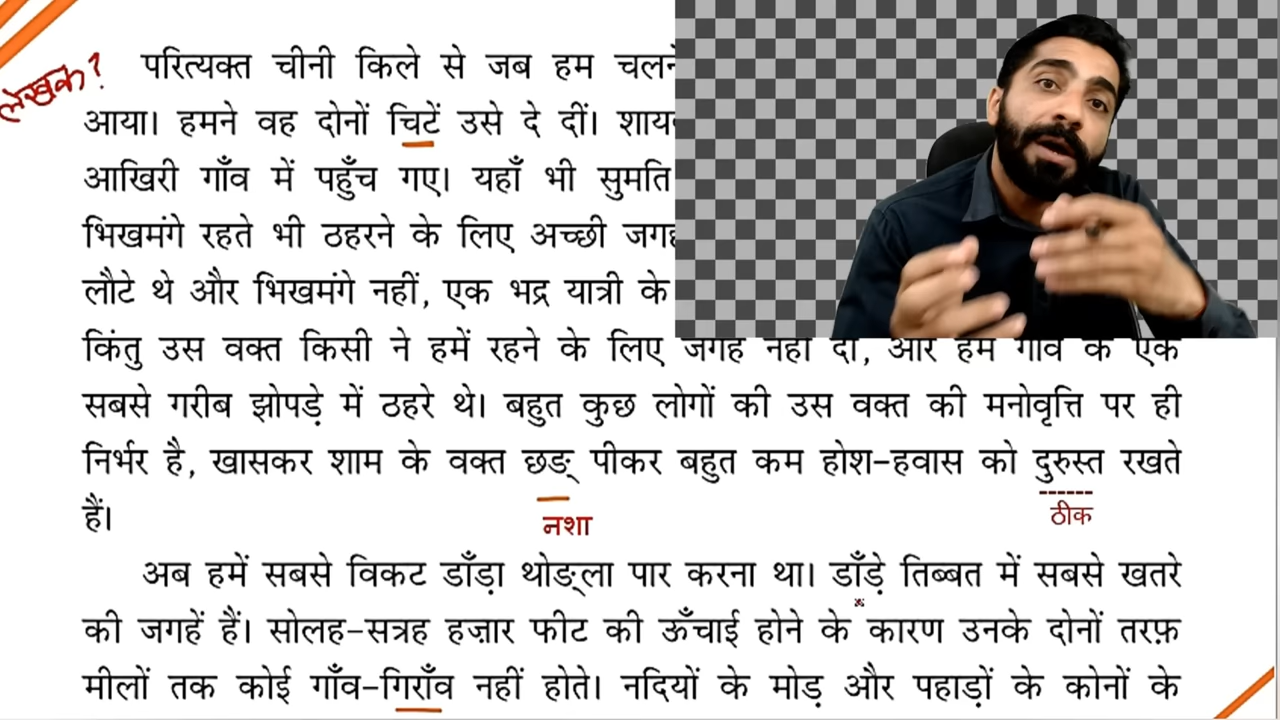 लेखक?
परित्यक्त चीनी किले से जब हम
आया। हमने वह दोनों चिटें उसे दे दीं।
आखिरी गाँव में पहुँच गए। यहाँ भी सुमति
भिखमंगे रहते भी ठहरने के लिए अच्छी
लौटे थे और भिखमंगे नहीं, एक भद्र यात्री के
किंतु उस वक्त किसी ने हमें रहने के लिए जगह नहीं दी, और हम गाँव के एक
सबसे गरीब झोपड़े में ठहरे थे। बहुत कुछ लोगों की उस वक्त की मनोवृत्ति पर ही
निर्भर है, खासकर शाम के वक्त छङ् पीकर बहुत कम होश-हवास को दुरुस्त रखते
हैं।
नशा
ठीक
अब हमें सबसे विकट डाँड़ा थोङ्ला पार करना था। डाँड़े तिब्बत में सबसे खतरे
की जगहें हैं। सोलह-सत्रह हज़ार फीट की ऊँचाई होने के कारण उनके दोनों तरफ़
मीलों तक कोई गाँव-गिराँव नहीं होते। नदियों के मोड़ और पहाड़ों के कोनों के